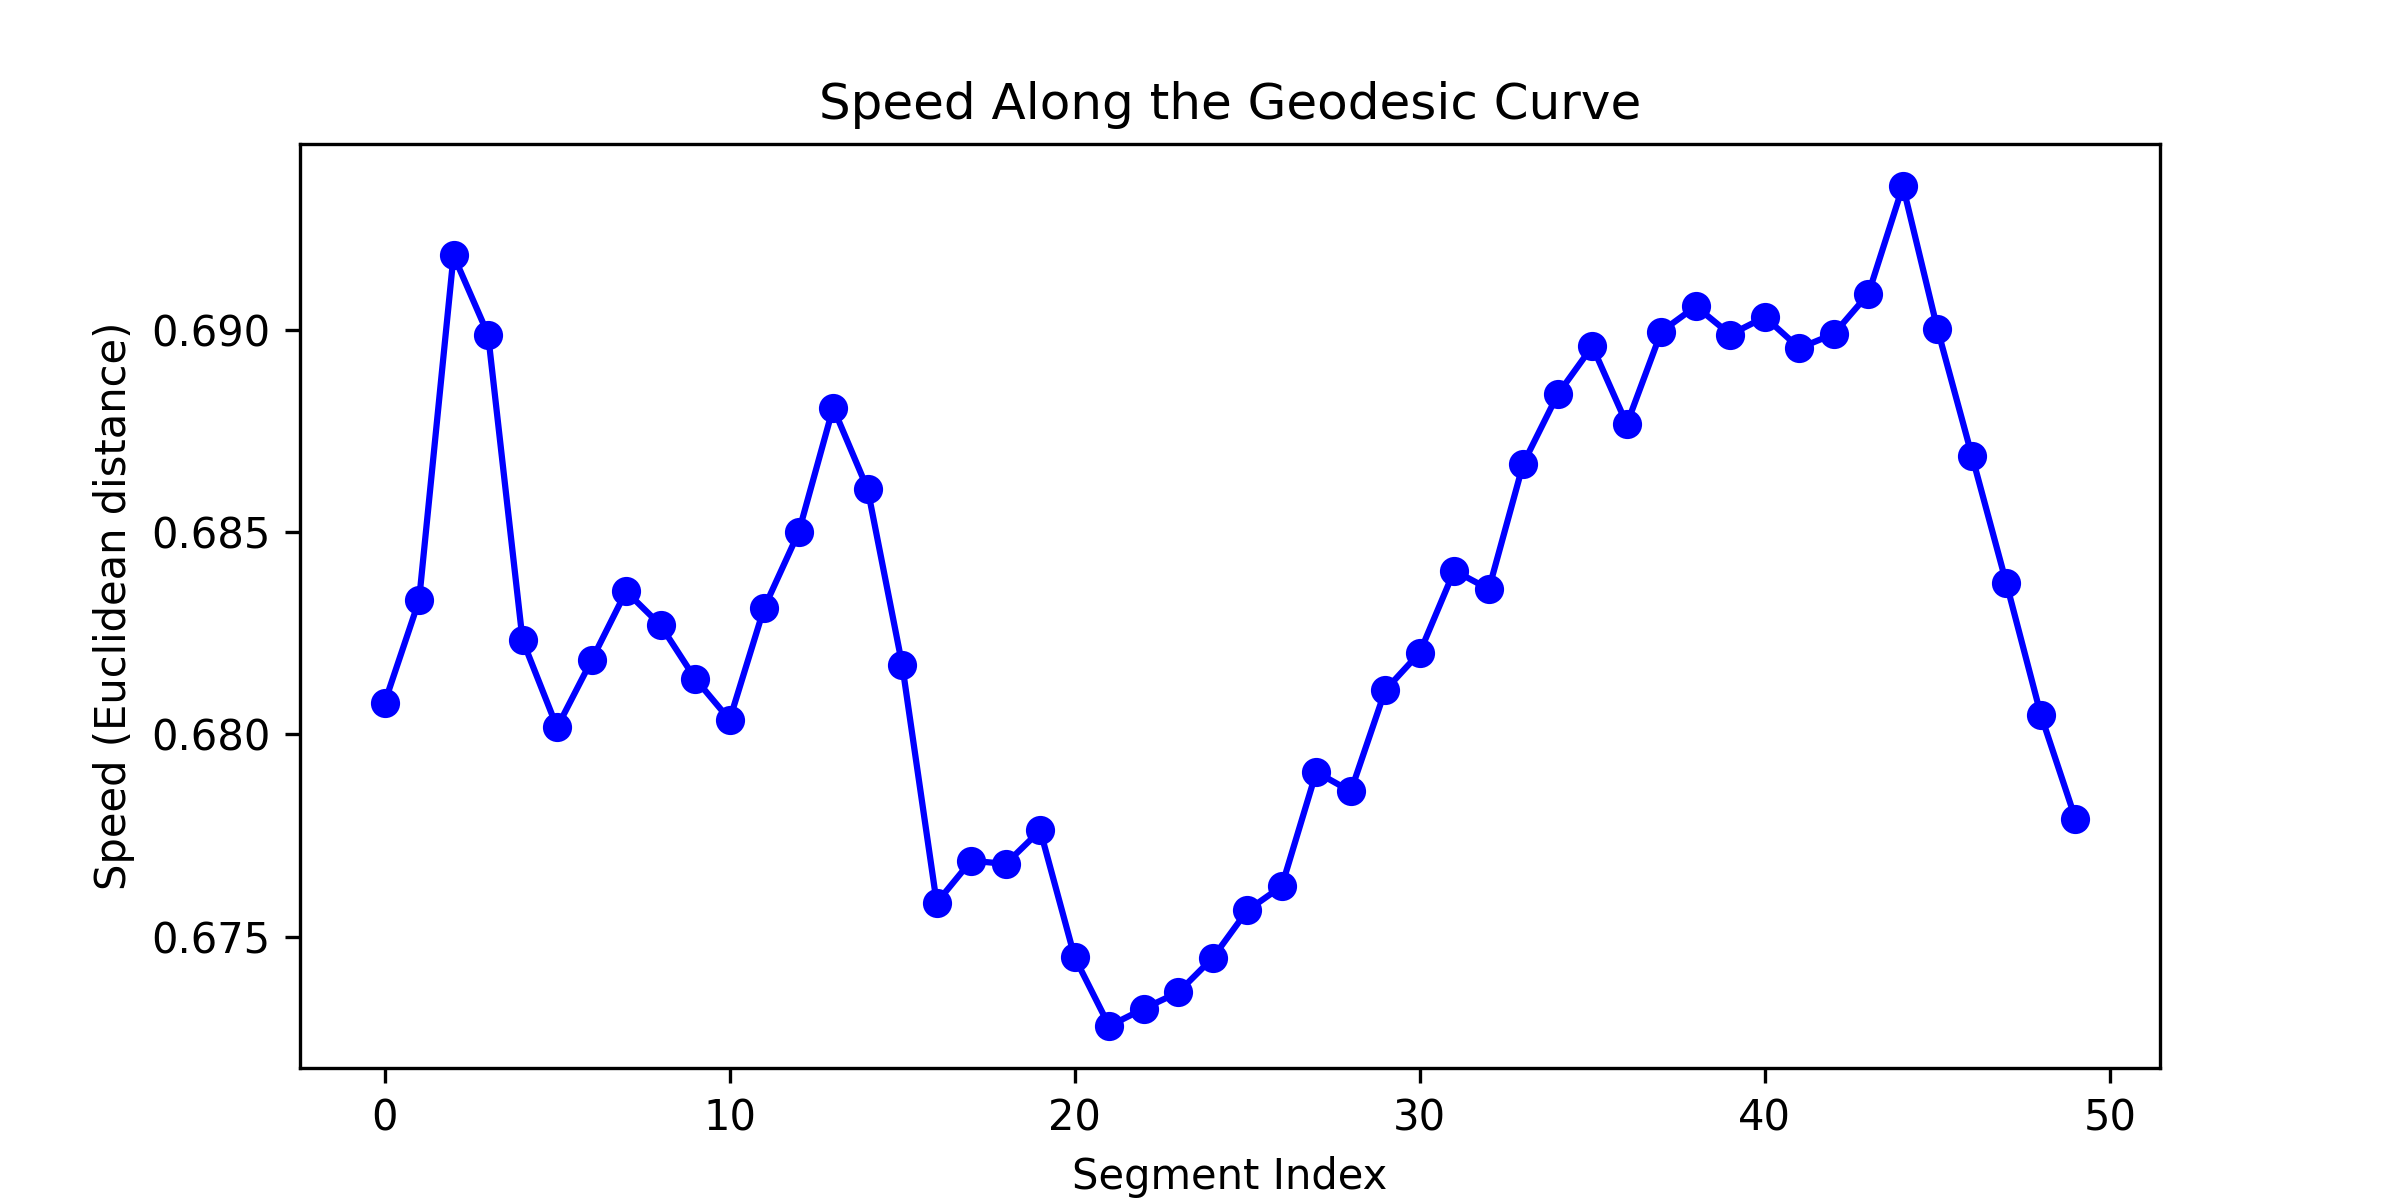 Speed Along the Geodesic Curve
Speed (Euclidean distance)
0.690
0.685
0.680
0.675
0 10 20 30 40 50
Segment Index